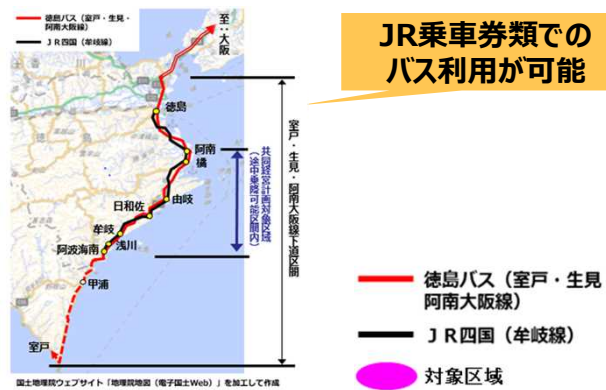 徳島バス（室戸・生見・
阿南大阪線）
ＪＲ四国（牟岐線）
至：大阪
JR乗車券類での
バス利用が可能
徳島
阿南
橘
由岐
日和佐
牟岐
浅川
阿波海南
甲浦
室戸
共同経営計画対象区域
（途中乗降可能区間内）
室戸・生見・阿南大阪線下道区間
徳島バス（室戸・生見
阿南大阪線）
ＪＲ四国（牟岐線）
対象区域
国土地理院ウェブサイト「地理院地図（電子国土Web）」を加工して作成